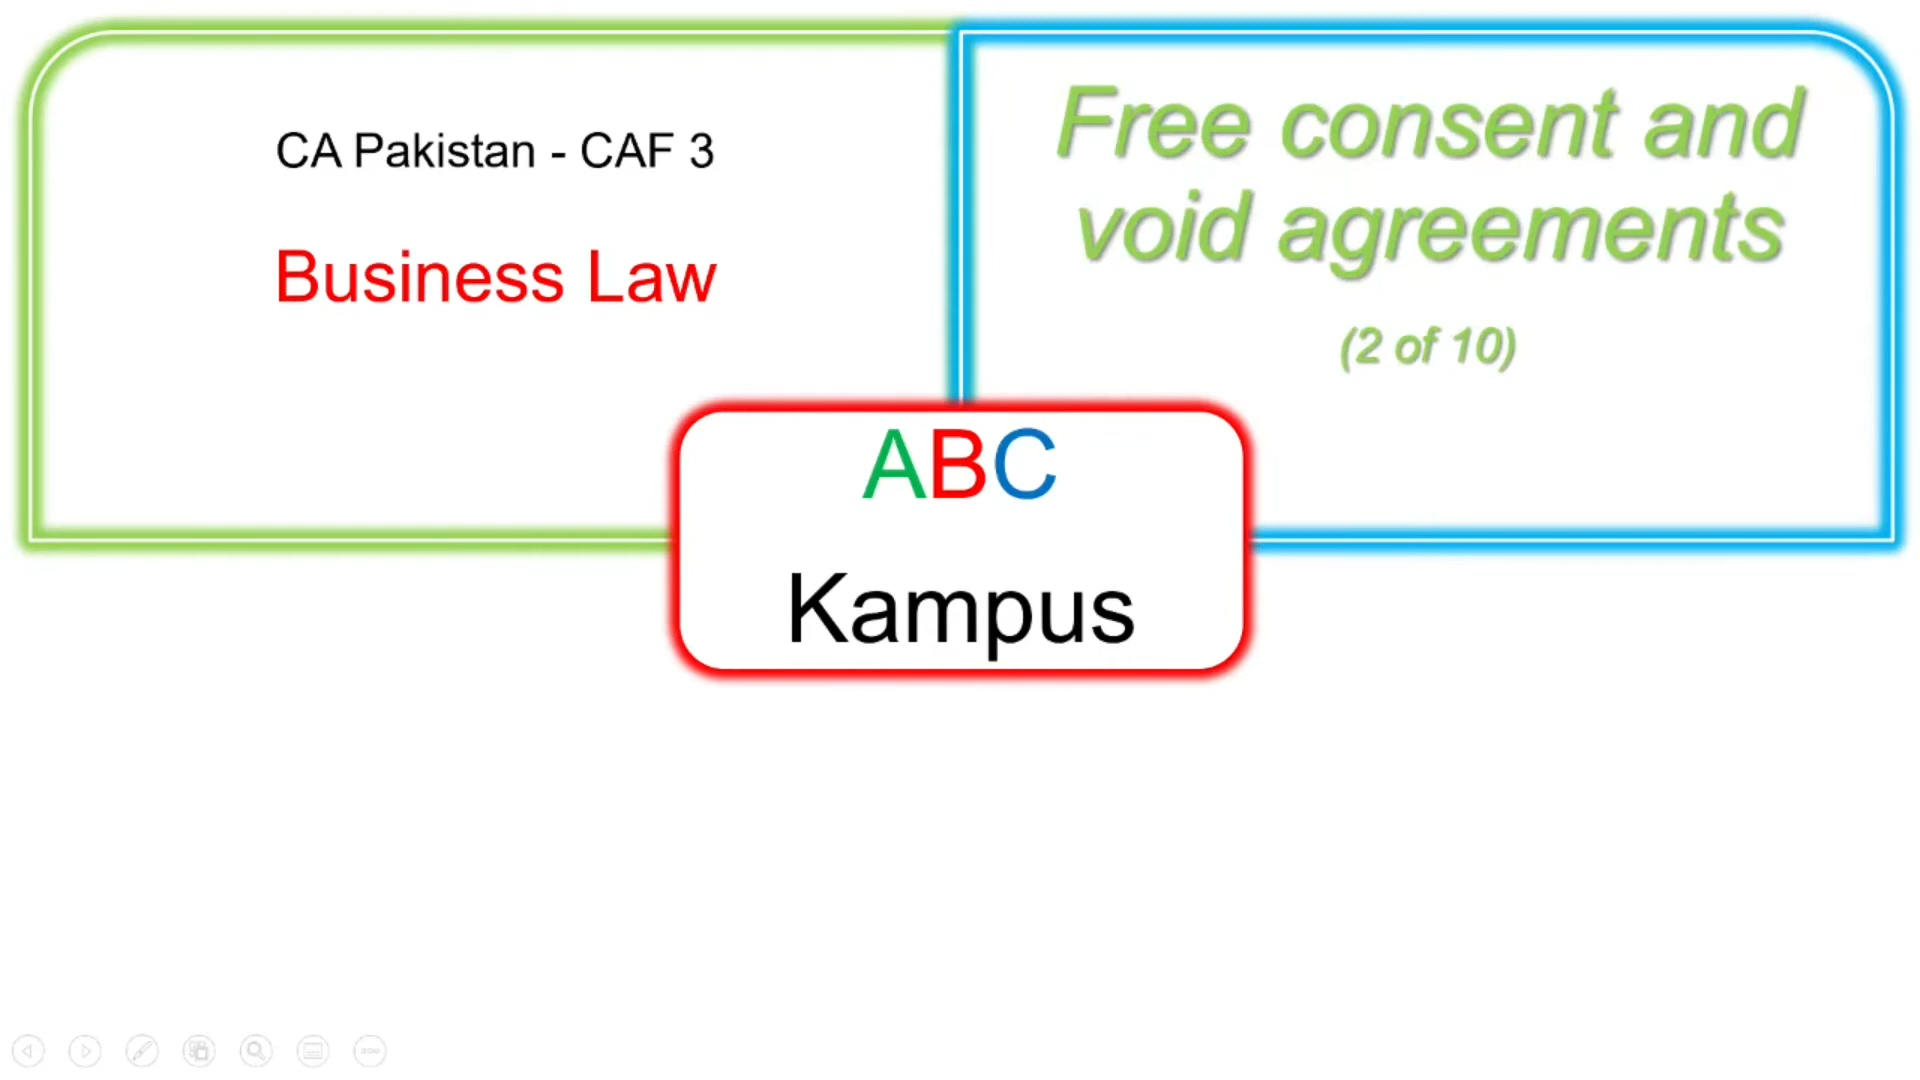 CA Pakistan - CAF 3
Business Law
Free consent and
void agreements
(2 of 10)
ABC
Kampus